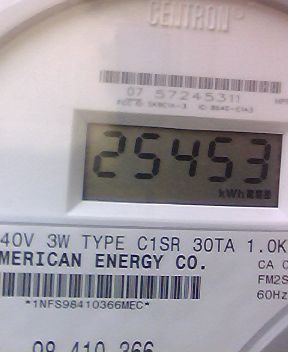 CENTRON
07 57245311
25453
kWh
40V 3W TYPE C1SR 30TA 1.0K
MERICAN ENERGY CO.
CA 0
FM2S
60Hz
*1NFS98410366MEC*
98 410 366